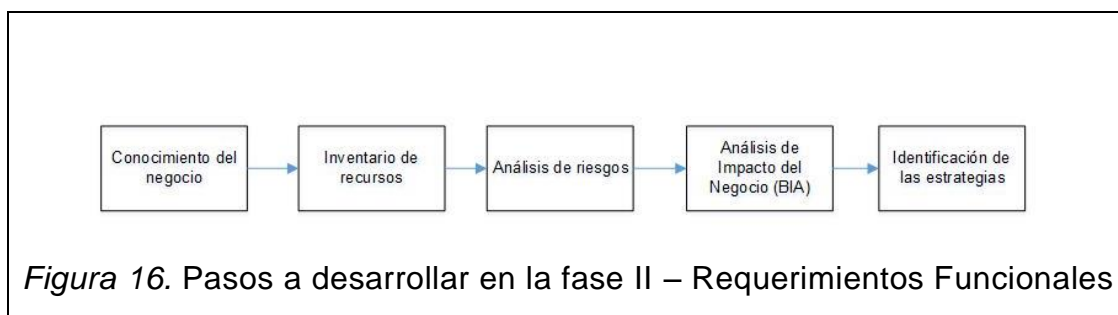 Conocimiento del
negocio
Inventario de
recursos
Análisis de riesgos
Análisis de
Impacto del
Negocio (BIA)
Identificación de
las estrategias
Figura 16. Pasos a desarrollar en la fase II – Requerimientos Funcionales